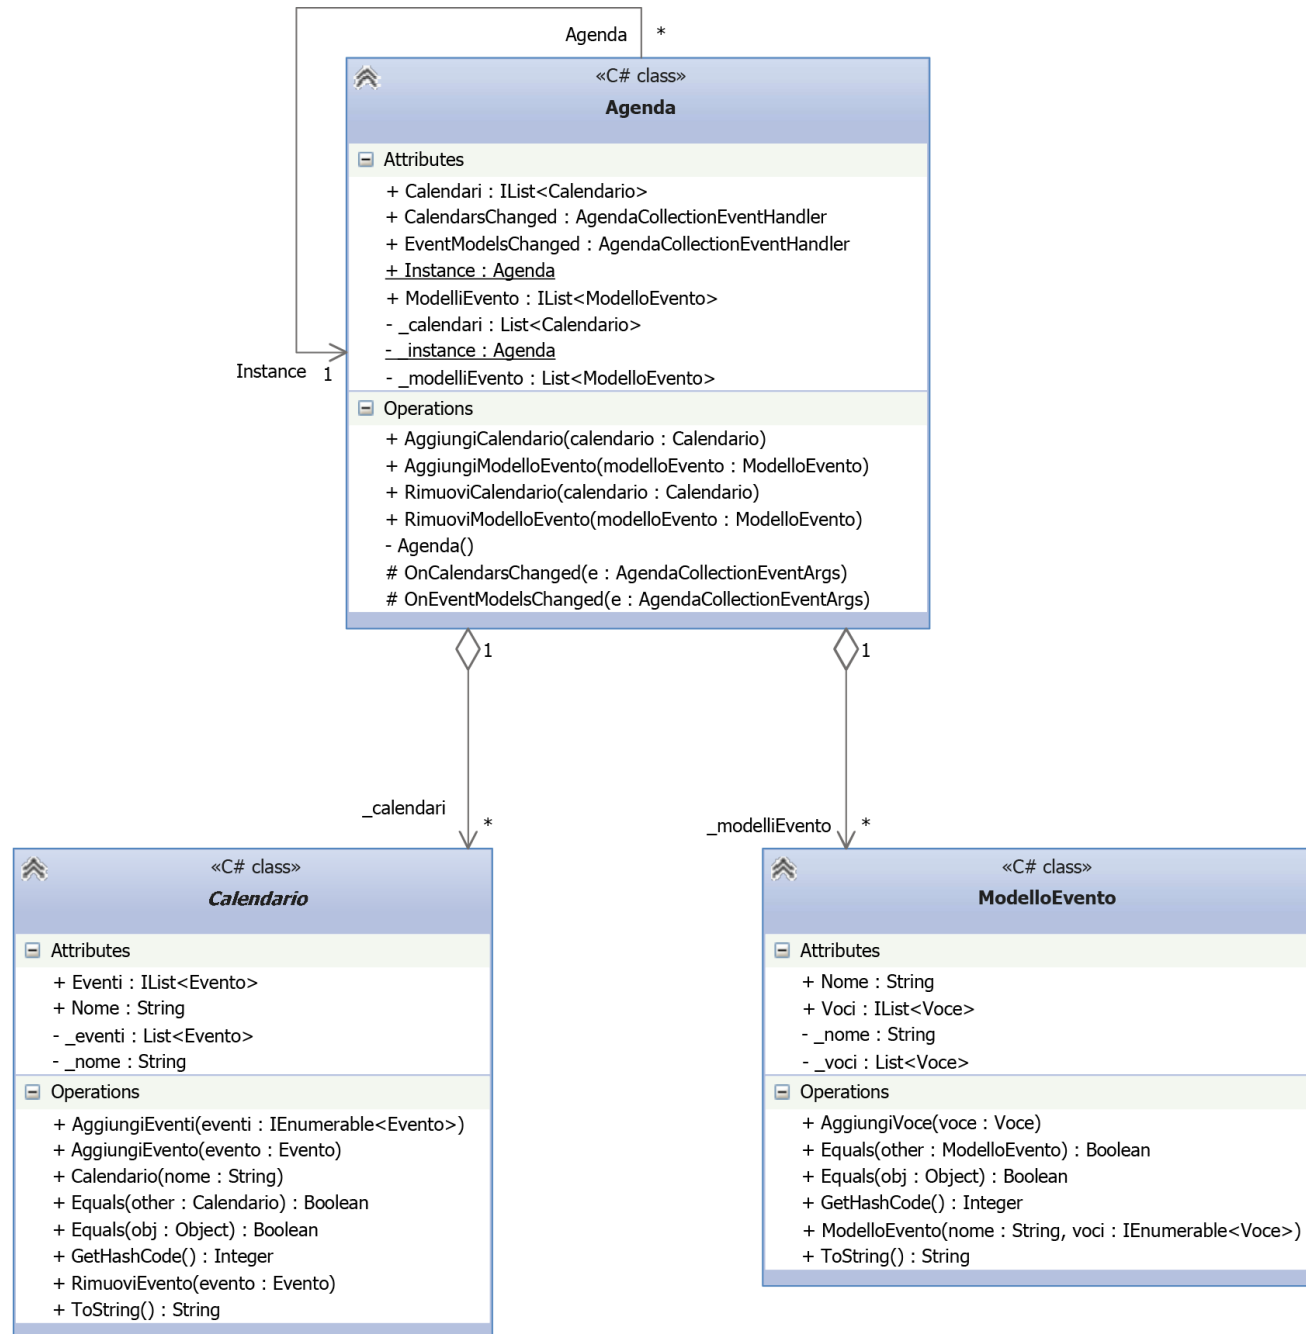 Agenda *
«C# class»
Agenda
Attributes
+ Calendari : IList<Calendario>
+ CalendarsChanged : AgendaCollectionEventHandler
+ EventModelsChanged : AgendaCollectionEventHandler
+ Instance : Agenda
+ ModelliEvento : IList<ModelloEvento>
- _calendari : List<Calendario>
- _instance : Agenda
- _modelliEvento : List<ModelloEvento>
Instance 1
Operations
+ AggiungiCalendario(calendario : Calendario)
+ AggiungiModelloEvento(modelloEvento : ModelloEvento)
+ RimuoviCalendario(calendario : Calendario)
+ RimuoviModelloEvento(modelloEvento : ModelloEvento)
- Agenda()
# OnCalendarsChanged(e : AgendaCollectionEventArgs)
# OnEventModelsChanged(e : AgendaCollectionEventArgs)
1
1
_calendari *
_modelliEvento *
«C# class»
Calendario
Attributes
+ Eventi : IList<Evento>
+ Nome : String
- _eventi : List<Evento>
- _nome : String
Operations
+ AggiungiEventi(eventi : IEnumerable<Evento>)
+ AggiungiEvento(evento : Evento)
+ Calendario(nome : String)
+ Equals(other : Calendario) : Boolean
+ Equals(obj : Object) : Boolean
+ GetHashCode() : Integer
+ RimuoviEvento(evento : Evento)
+ ToString() : String
«C# class»
ModelloEvento
Attributes
+ Nome : String
+ Voci : IList<Voce>
- _nome : String
- _voci : List<Voce>
Operations
+ AggiungiVoce(voce : Voce)
+ Equals(other : ModelloEvento) : Boolean
+ Equals(obj : Object) : Boolean
+ GetHashCode() : Integer
+ ModelloEvento(nome : String, voci : IEnumerable<Voce>)
+ ToString() : String